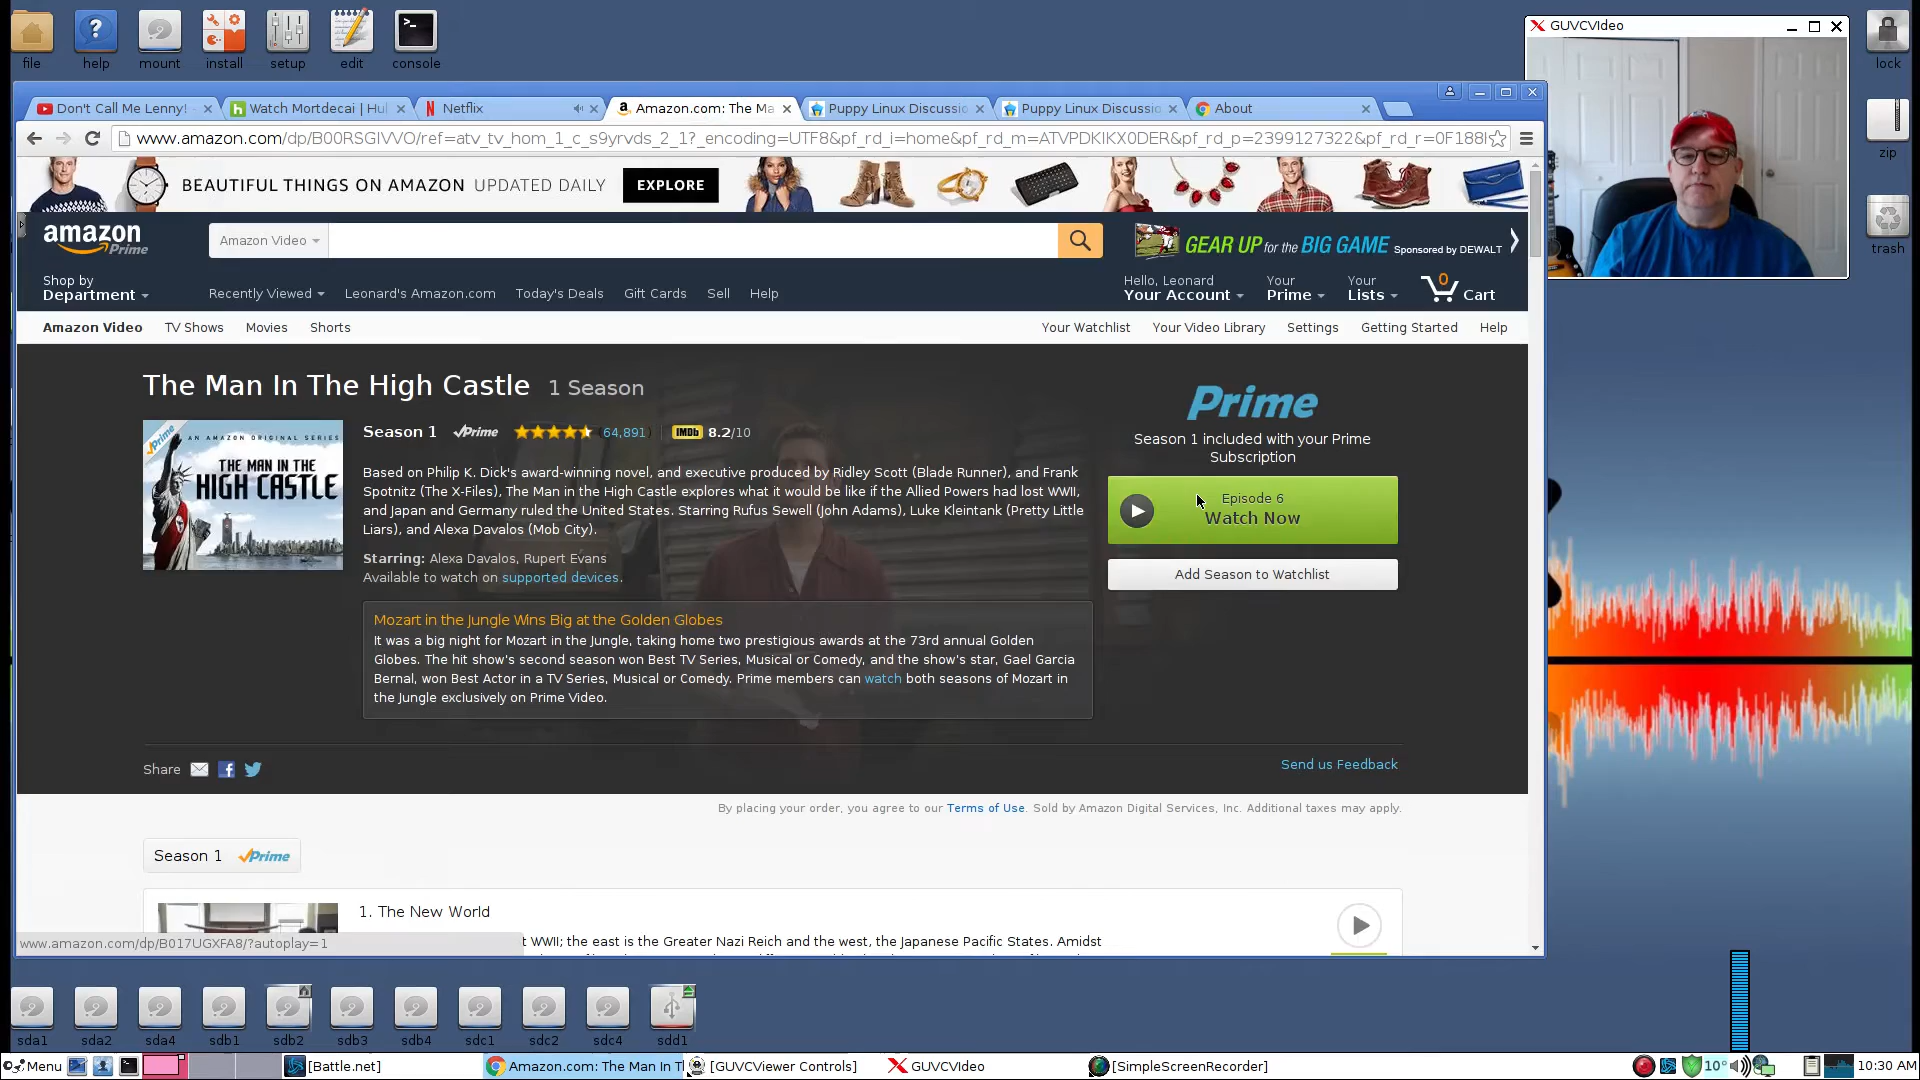 file
help
mount
install
setup
edit
console
GUVCVIdeo
lock
zip
trash
Don't Call Me Lenny!
Watch Mortdecai | Hul
Netflix
Amazon.com: The Ma
Puppy Linux Discussio
Puppy Linux Discussio
About
www.amazon.com/dp/B00RSGIVVO/ref=atv_tv_hom_1_c_s9yrvds_2_1?_encoding=UTF8&pf_rd_i=home&pf_rd_m=ATVPDKIKX0DER&pf_rd_p=2399127322&pf_rd_r=0F188
BEAUTIFUL THINGS ON AMAZON UPDATED DAILY EXPLORE
amazon Prime
Amazon Video
GEAR UP for the BIG GAME Sponsored by DEWALT
Shop by
Department
Recently Viewed Leonard's Amazon.com Today's Deals Gift Cards Sell Help
Hello, Leonard
Your Account
Your
Prime
Your
Lists
0
Cart
Amazon Video TV Shows Movies Shorts Your Watchlist Your Video Library Settings Getting Started Help
The Man In The High Castle 1 Season
Prime
AN AMAZON ORIGINAL SERIES
THE MAN IN THE
HIGH CASTLE
Season 1 Prime 64,891 IMDb 8.2/10
Based on Philip K. Dick's award-winning novel, and executive produced by Ridley Scott (Blade Runner), and Frank
Spotnitz (The X-Files), The Man in the High Castle explores what it would be like if the Allied Powers had lost WWII,
and Japan and Germany ruled the United States. Starring Rufus Sewell (John Adams), Luke Kleintank (Pretty Little
Liars), and Alexa Davalos (Mob City).
Starring: Alexa Davalos, Rupert Evans
Available to watch on supported devices.
Mozart in the Jungle Wins Big at the Golden Globes
It was a big night for Mozart in the Jungle, taking home two prestigious awards at the 73rd annual Golden
Globes. The hit show's second season won Best TV Series, Musical or Comedy, and the show's star, Gael Garcia
Bernal, won Best Actor in a TV Series, Musical or Comedy. Prime members can watch both seasons of Mozart in
the Jungle exclusively on Prime Video.
Prime
Season 1 included with your Prime
Subscription
Episode 6
Watch Now
Add Season to Watchlist
Share
Send us Feedback
By placing your order, you agree to our Terms of Use. Sold by Amazon Digital Services, Inc. Additional taxes may apply.
Season 1 Prime
1. The New World
t WWII; the east is the Greater Nazi Reich and the west, the Japanese Pacific States. Amidst
www.amazon.com/dp/B017UGXFA8/?autoplay=1
sda1
sda2
sda4
sdb1
sdb2
sdb3
sdb4
sdc1
sdc2
sdc4
sdd1
Menu
[Battle.net]
Amazon.com: The Man In T
[GUVCViewer Controls]
GUVCVIdeo
[SimpleScreenRecorder]
10°
10:30 AM